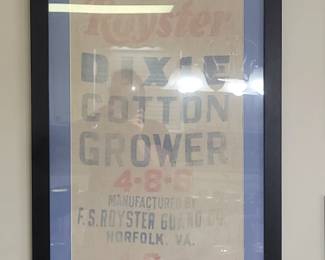 Royster
DIXIE
COTTON
GROWER
4-8-6
MANUFACTURED BY
F.S. ROYSTER GUANO CO.
NORFOLK, VA.